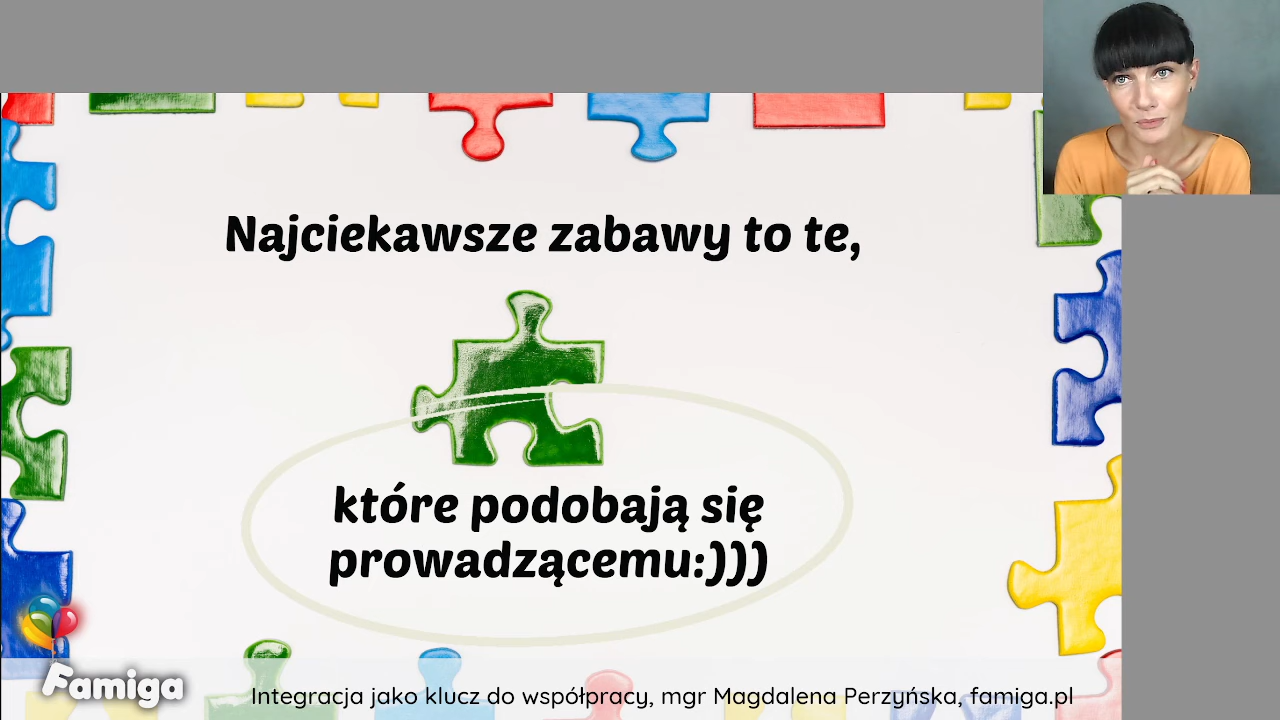 Najciekawsze zabawy to te,
które podobają się
prowadzącemu:)))
Famiga
Integracja jako klucz do współpracy, mgr Magdalena Perzyńska, famiga.pl